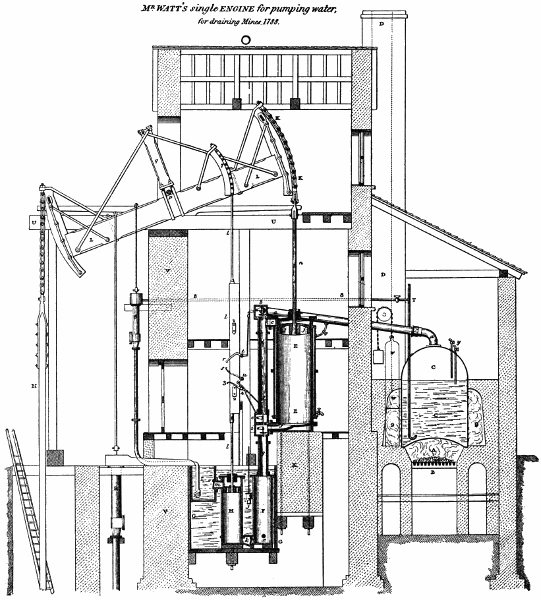 Mr. WATT's single ENGINE for pumping water,
for draining Mines, 1788.
D
K
L
K
U
L
U
D
V
S
S
T
E
C
E
N
K
B
H
F
V
G